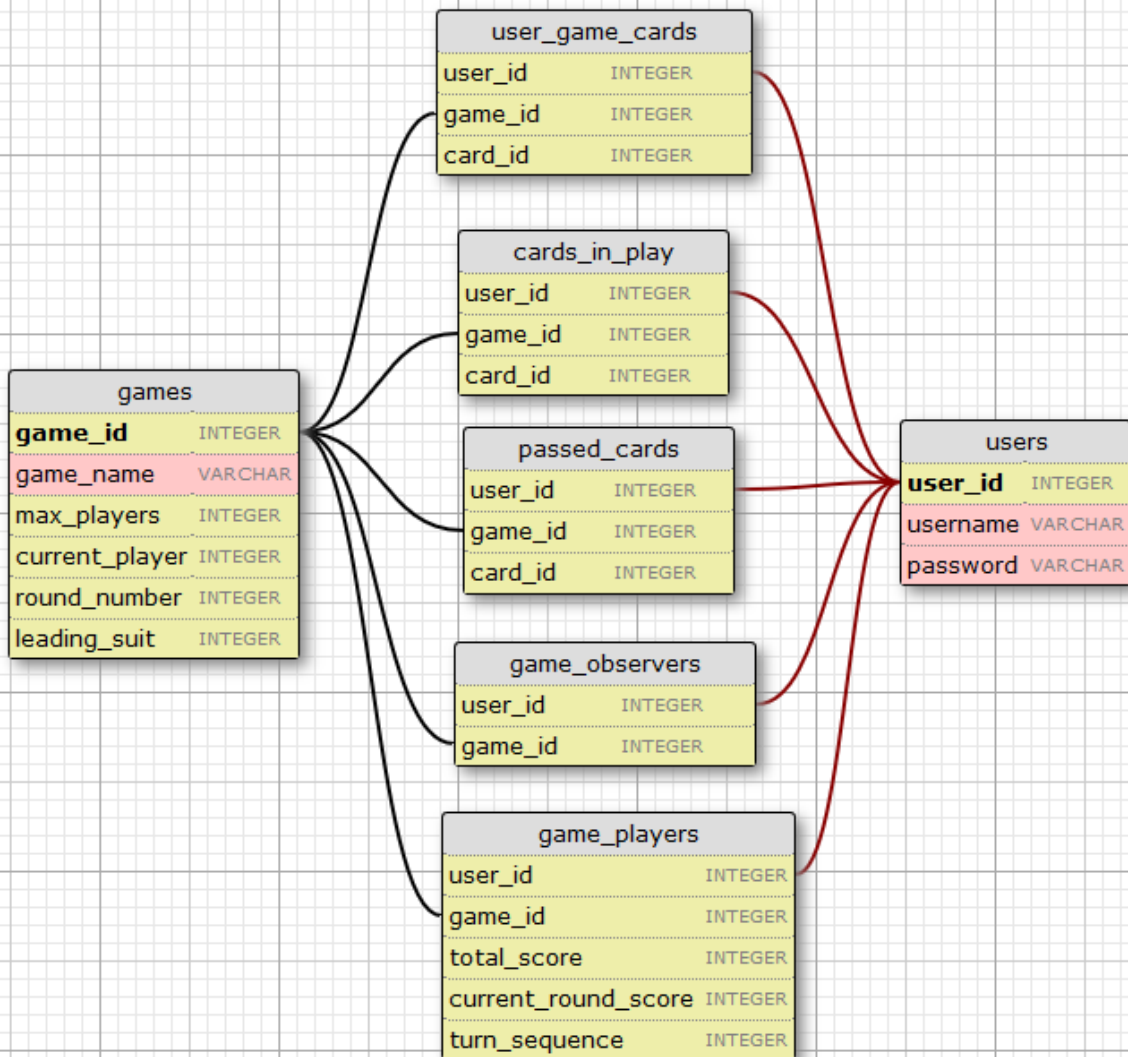 user_game_cards
user_id INTEGER
game_id INTEGER
card_id INTEGER
cards_in_play
user_id INTEGER
game_id INTEGER
card_id INTEGER
games
game_id INTEGER
game_name VARCHAR
max_players INTEGER
current_player INTEGER
round_number INTEGER
leading_suit INTEGER
passed_cards
user_id INTEGER
game_id INTEGER
card_id INTEGER
users
user_id INTEGER
username VARCHAR
password VARCHAR
game_observers
user_id INTEGER
game_id INTEGER
game_players
user_id INTEGER
game_id INTEGER
total_score INTEGER
current_round_score INTEGER
turn_sequence INTEGER